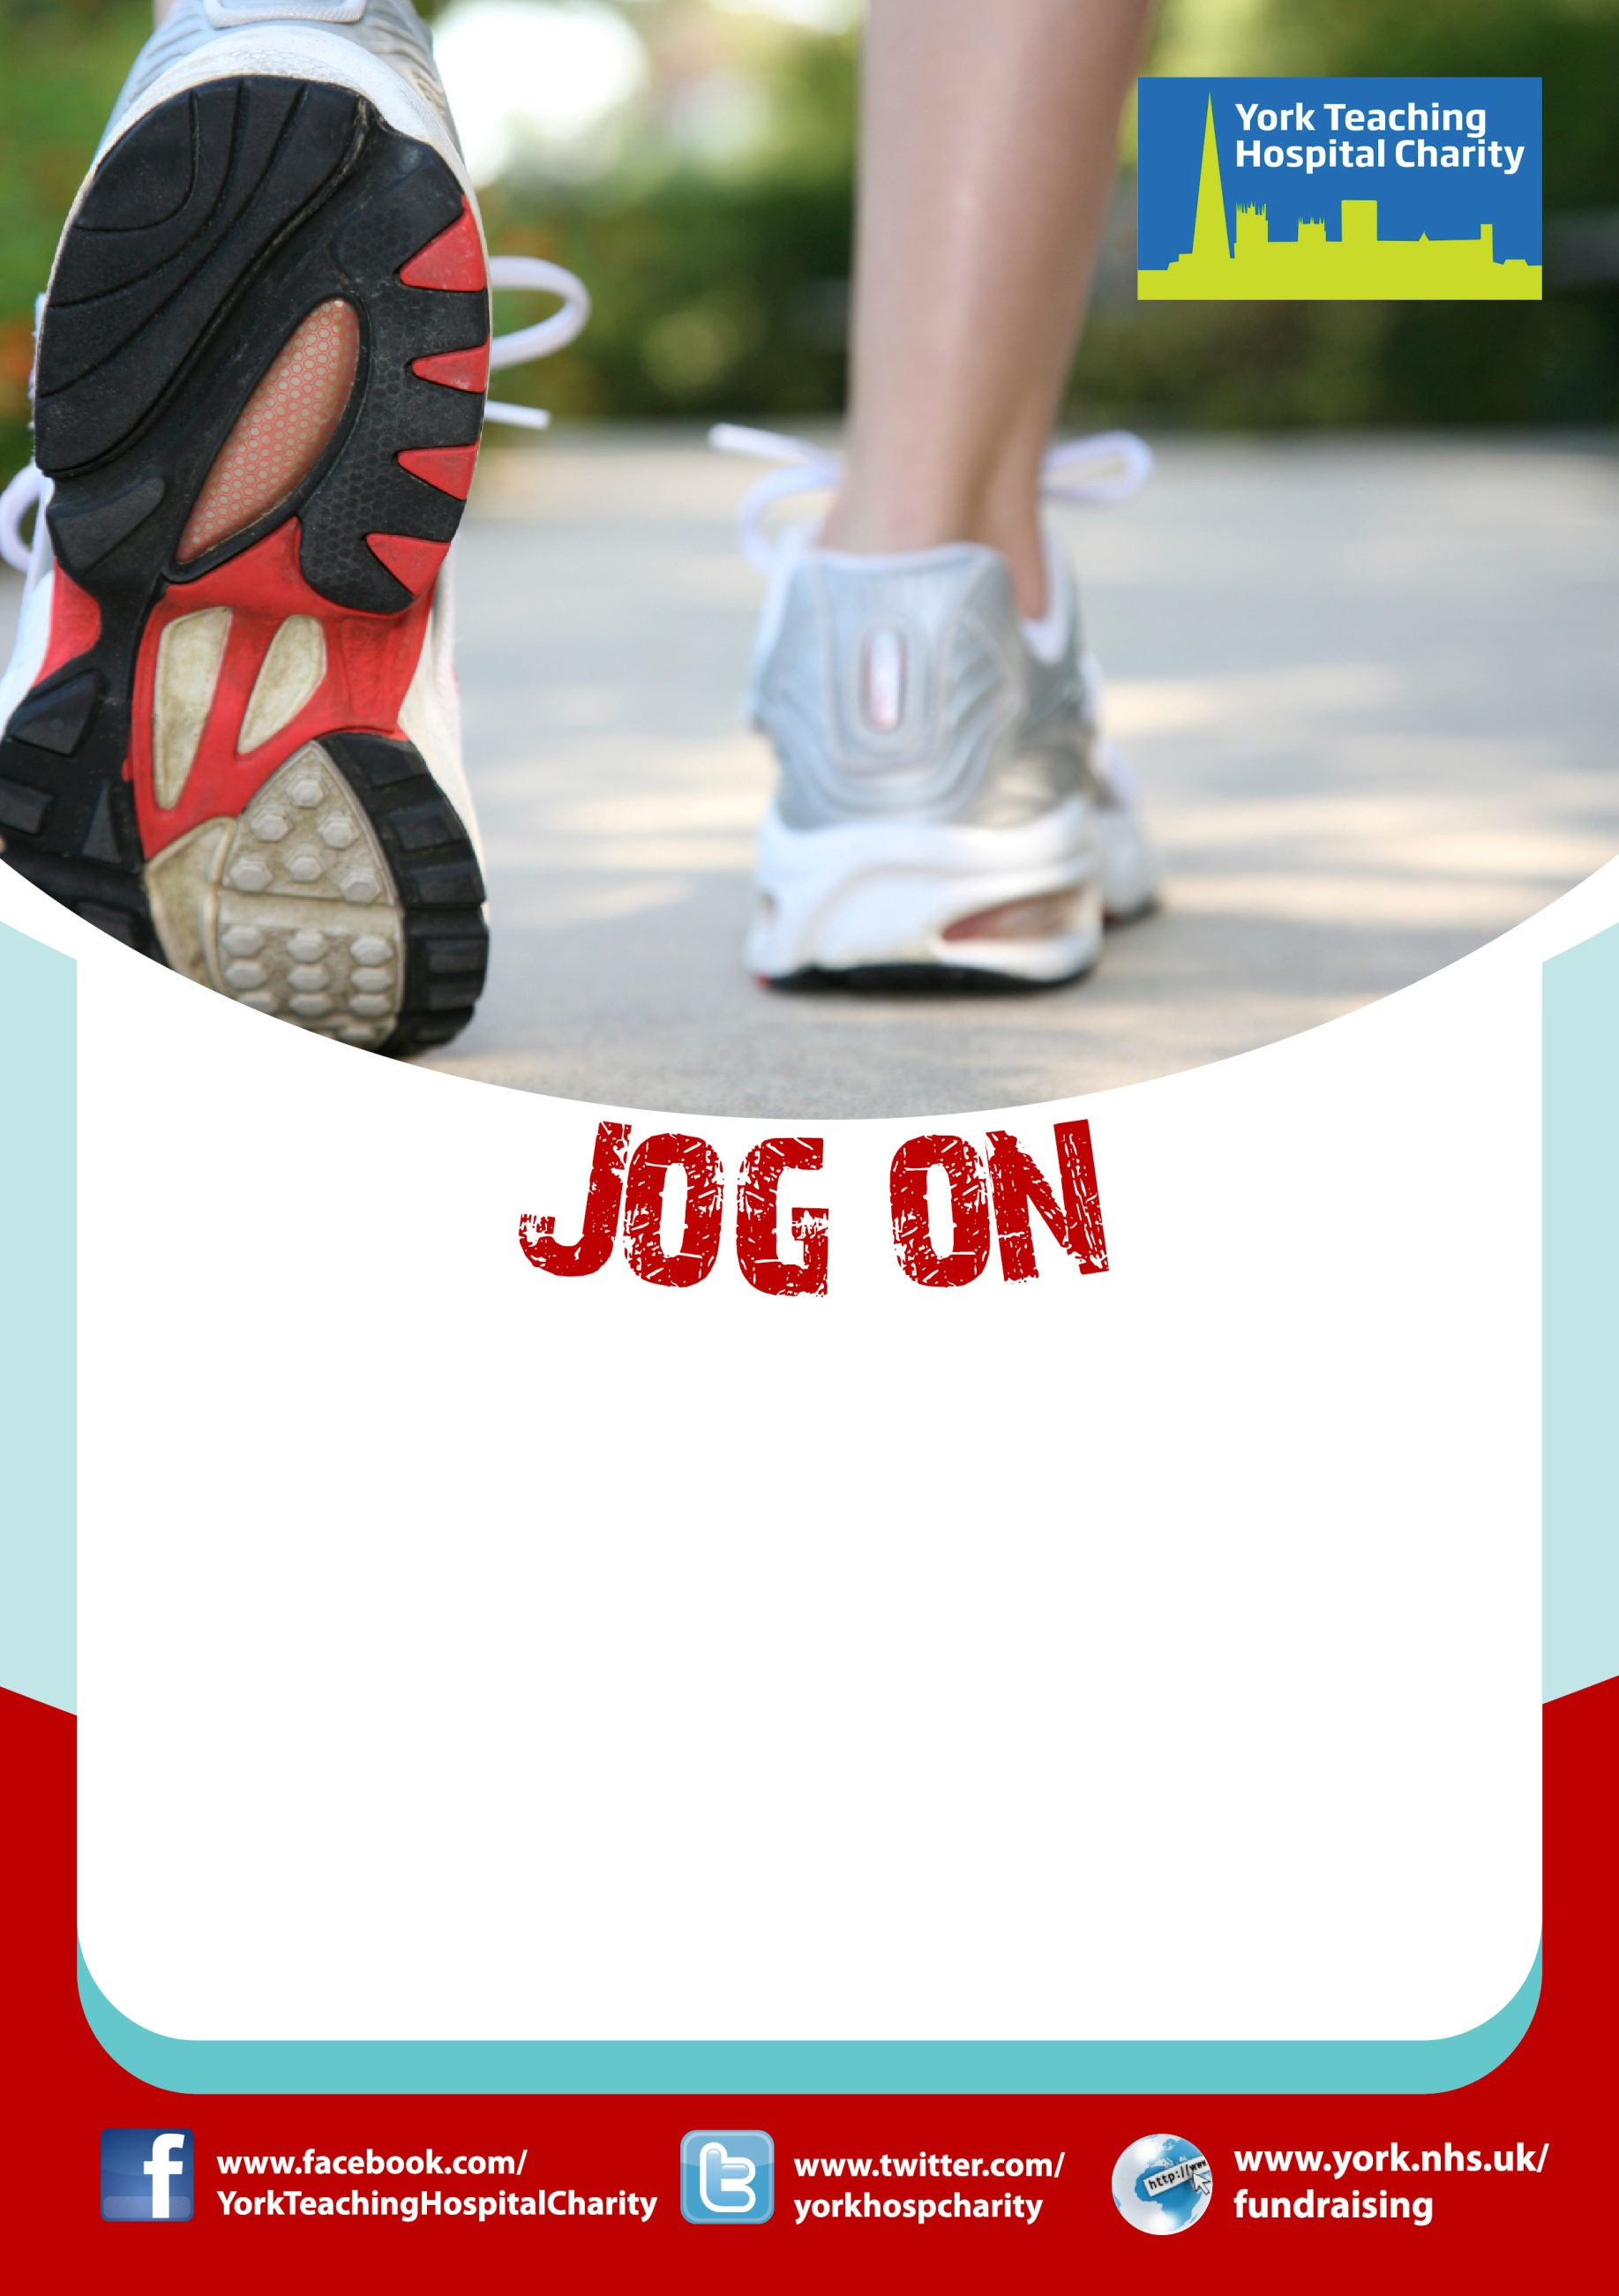 York Teaching
Hospital Charity
JOG ON
www.facebook.com/
YorkTeachingHospitalCharity
www.twitter.com/
yorkhospcharity
http://www
www.york.nhs.uk/
fundraising